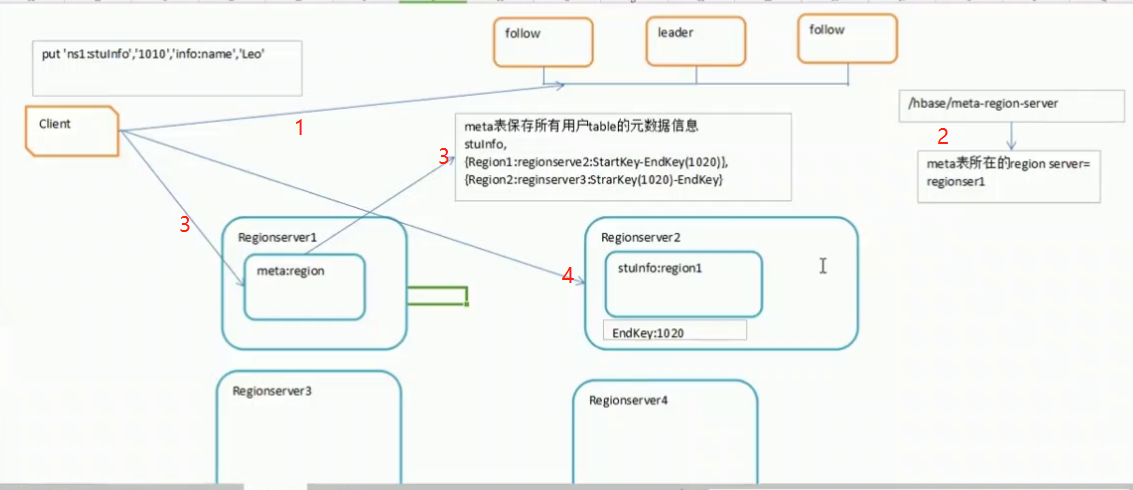 follow
leader
follow
put 'ns1:stuInfo','1010','info:name','Leo'
Client
1
/hbase/meta-region-server
2
meta表所在的region server=
regionser1
meta表保存所有用户table的元数据信息
stuInfo,
{Region1:regionserve2:StartKey-EndKey(1020)},
{Region2:reginserver3:StrarKey(1020)-EndKey}
3
3
Regionserver1
meta:region
4
Regionserver2
stuInfo:region1
EndKey:1020
Regionserver3
Regionserver4